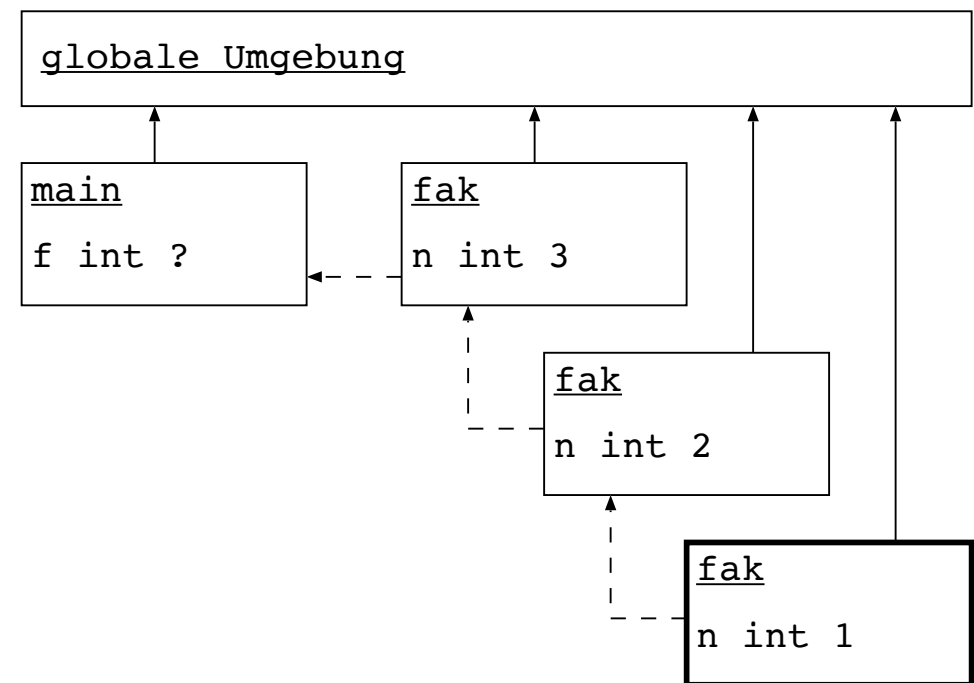 globale Umgebung
main
f int ?
fak
n int 3
fak
n int 2
fak
n int 1